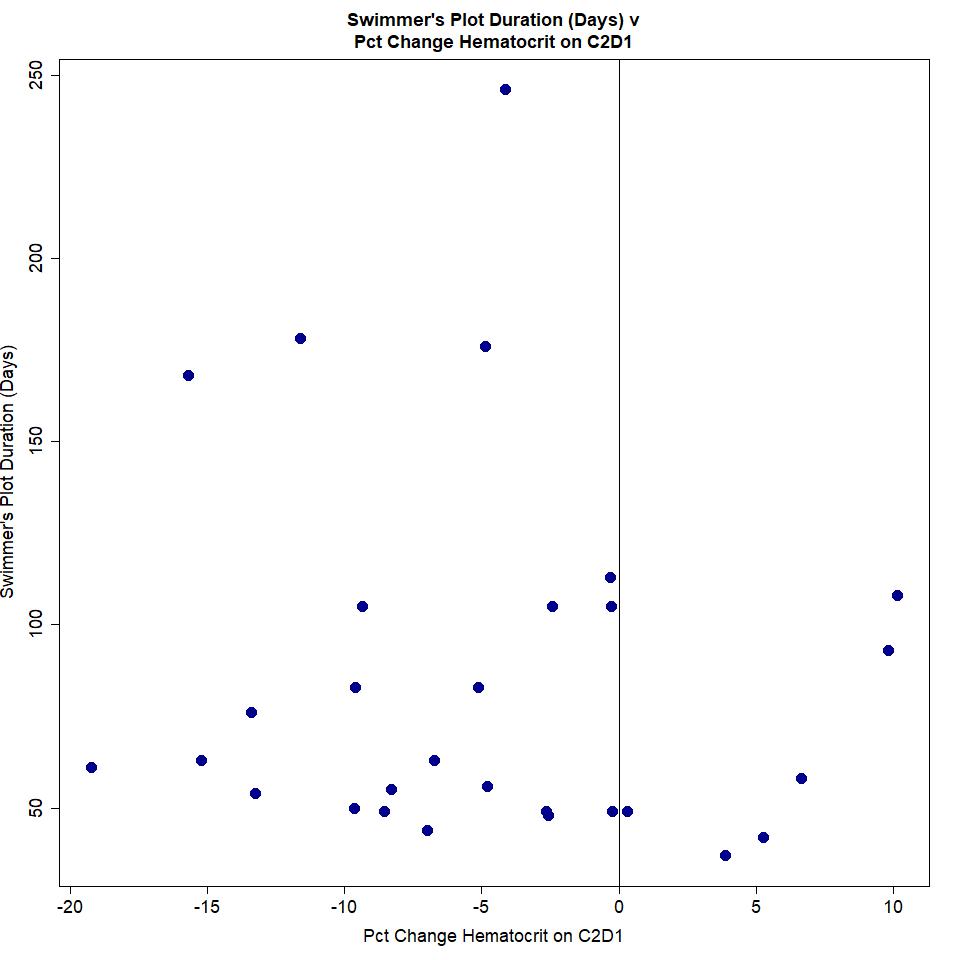 Swimmer's Plot Duration (Days) v
Pct Change Hematocrit on C2D1
250
200
150
100
50
Swimmer's Plot Duration (Days)
-20 -15 -10 -5 0 5 10
Pct Change Hematocrit on C2D1